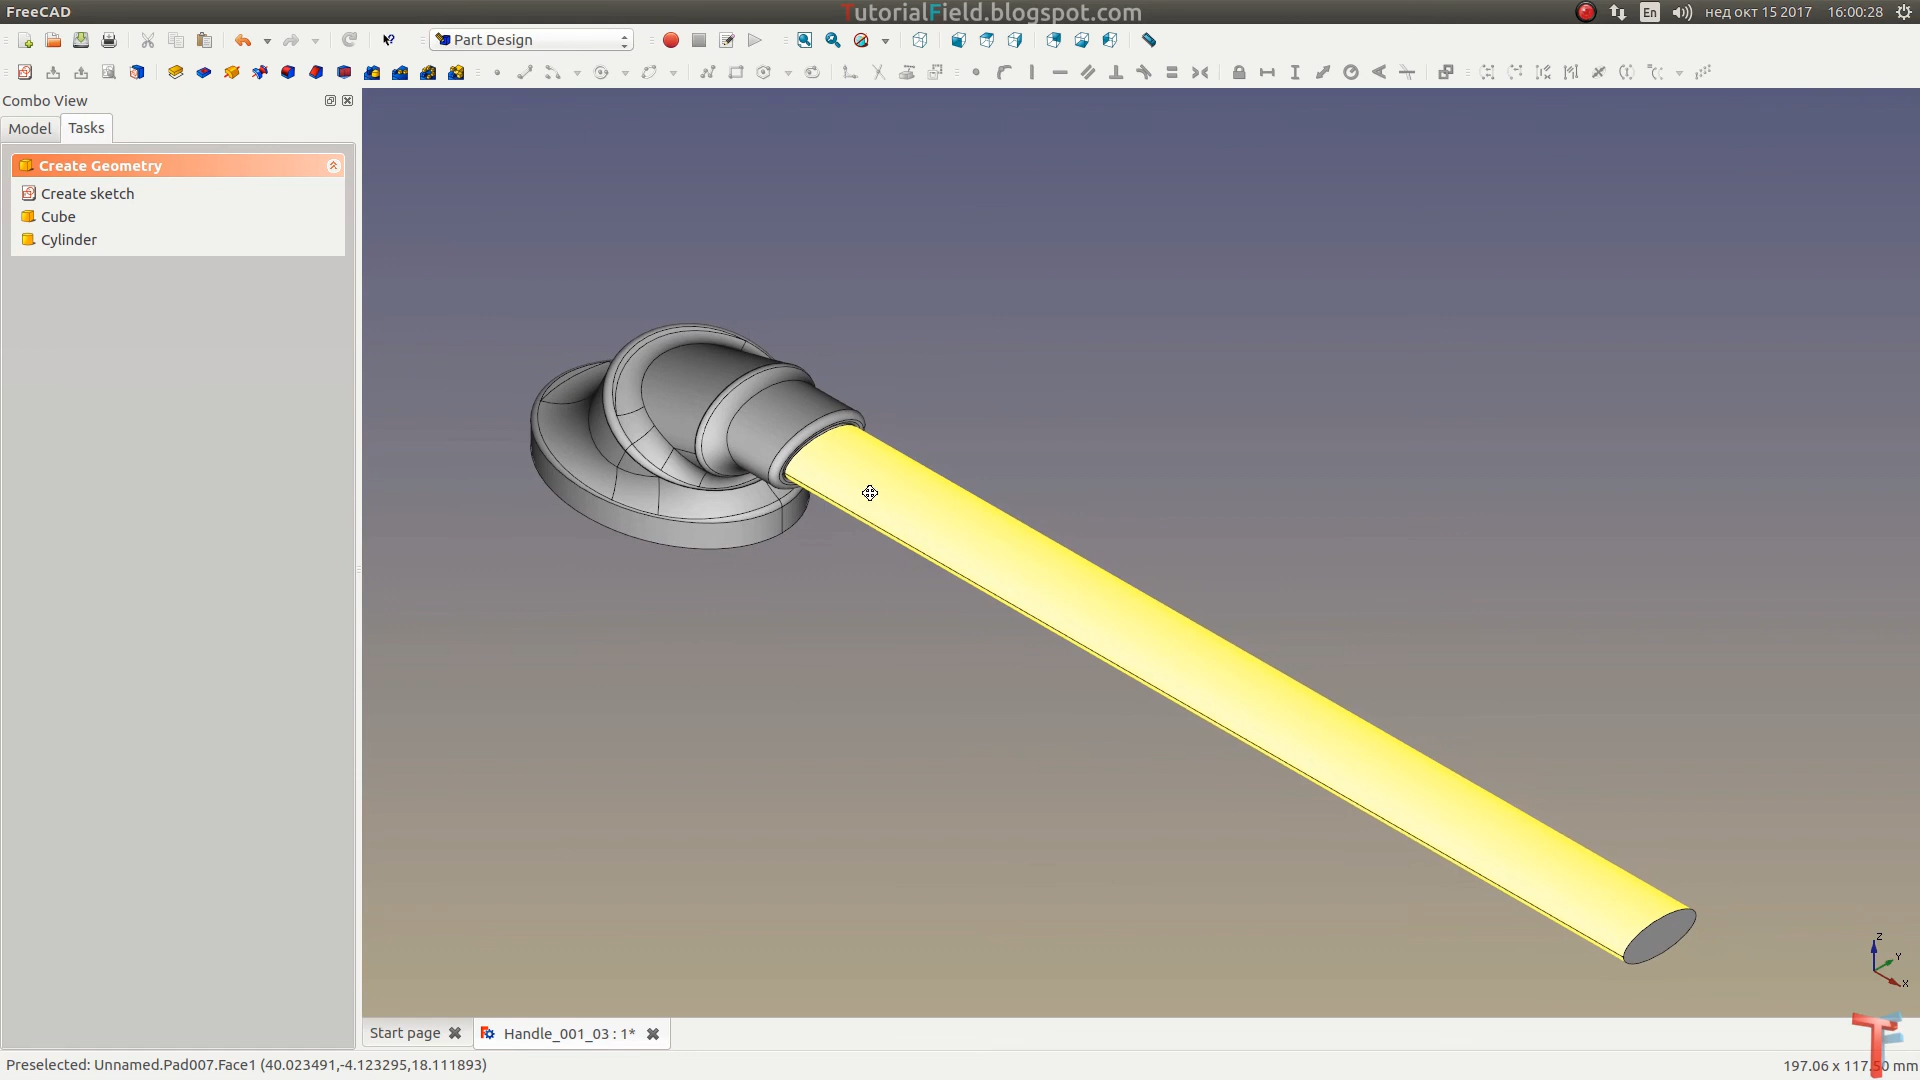 FreeCAD
TutorialField.blogspot.com
En
нед окт 15 2017
16:00:28
Part Design
Combo View
Model
Tasks
Create Geometry
Create sketch
Cube
Cylinder
Z
Y
X
Start page
Handle_001_03 : 1*
Preselected: Unnamed.Pad007.Face1 (40.023491,-4.123295,18.111893)
197.06 x 117.50 mm